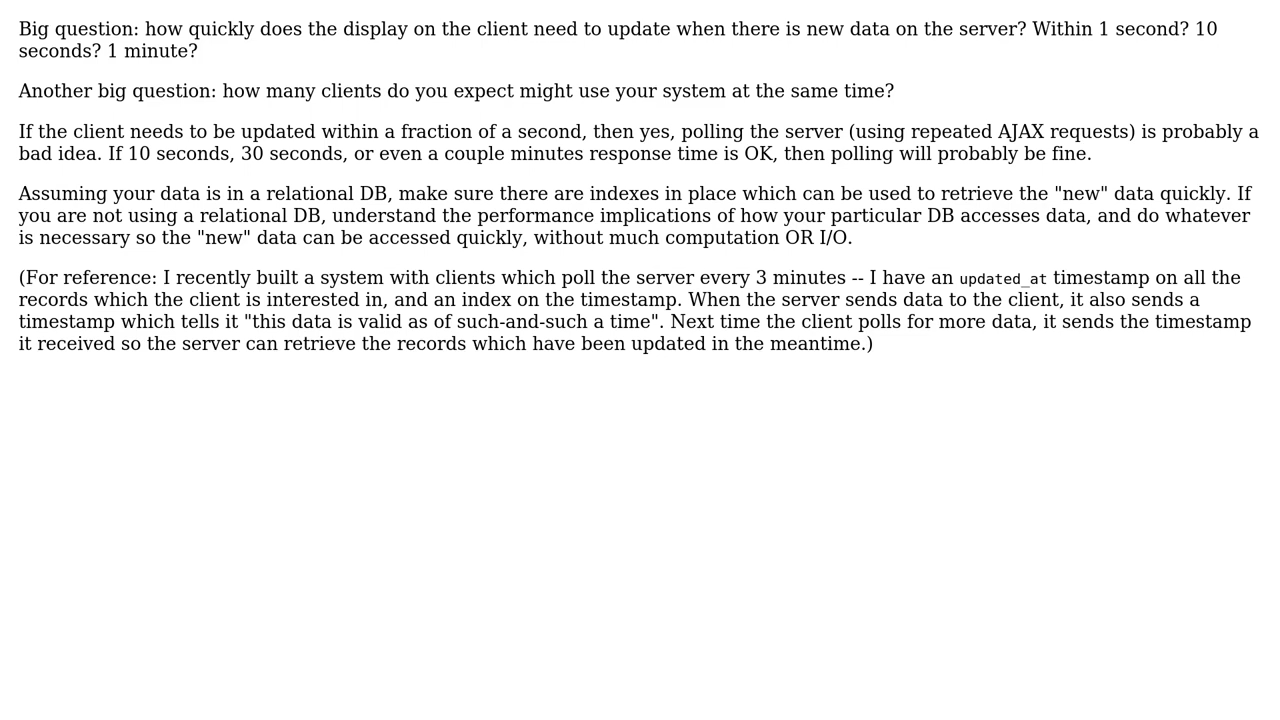 Big question: how quickly does the display on the client need to update when there is new data on the server? Within 1 second? 10
seconds? 1 minute?
Another big question: how many clients do you expect might use your system at the same time?
If the client needs to be updated within a fraction of a second, then yes, polling the server (using repeated AJAX requests) is probably a
bad idea. If 10 seconds, 30 seconds, or even a couple minutes response time is OK, then polling will probably be fine.
Assuming your data is in a relational DB, make sure there are indexes in place which can be used to retrieve the "new" data quickly. If
you are not using a relational DB, understand the performance implications of how your particular DB accesses data, and do whatever
is necessary so the "new" data can be accessed quickly, without much computation OR I/O.
(For reference: I recently built a system with clients which poll the server every 3 minutes -- I have an updated_at timestamp on all the
records which the client is interested in, and an index on the timestamp. When the server sends data to the client, it also sends a
timestamp which tells it "this data is valid as of such-and-such a time". Next time the client polls for more data, it sends the timestamp
it received so the server can retrieve the records which have been updated in the meantime.)